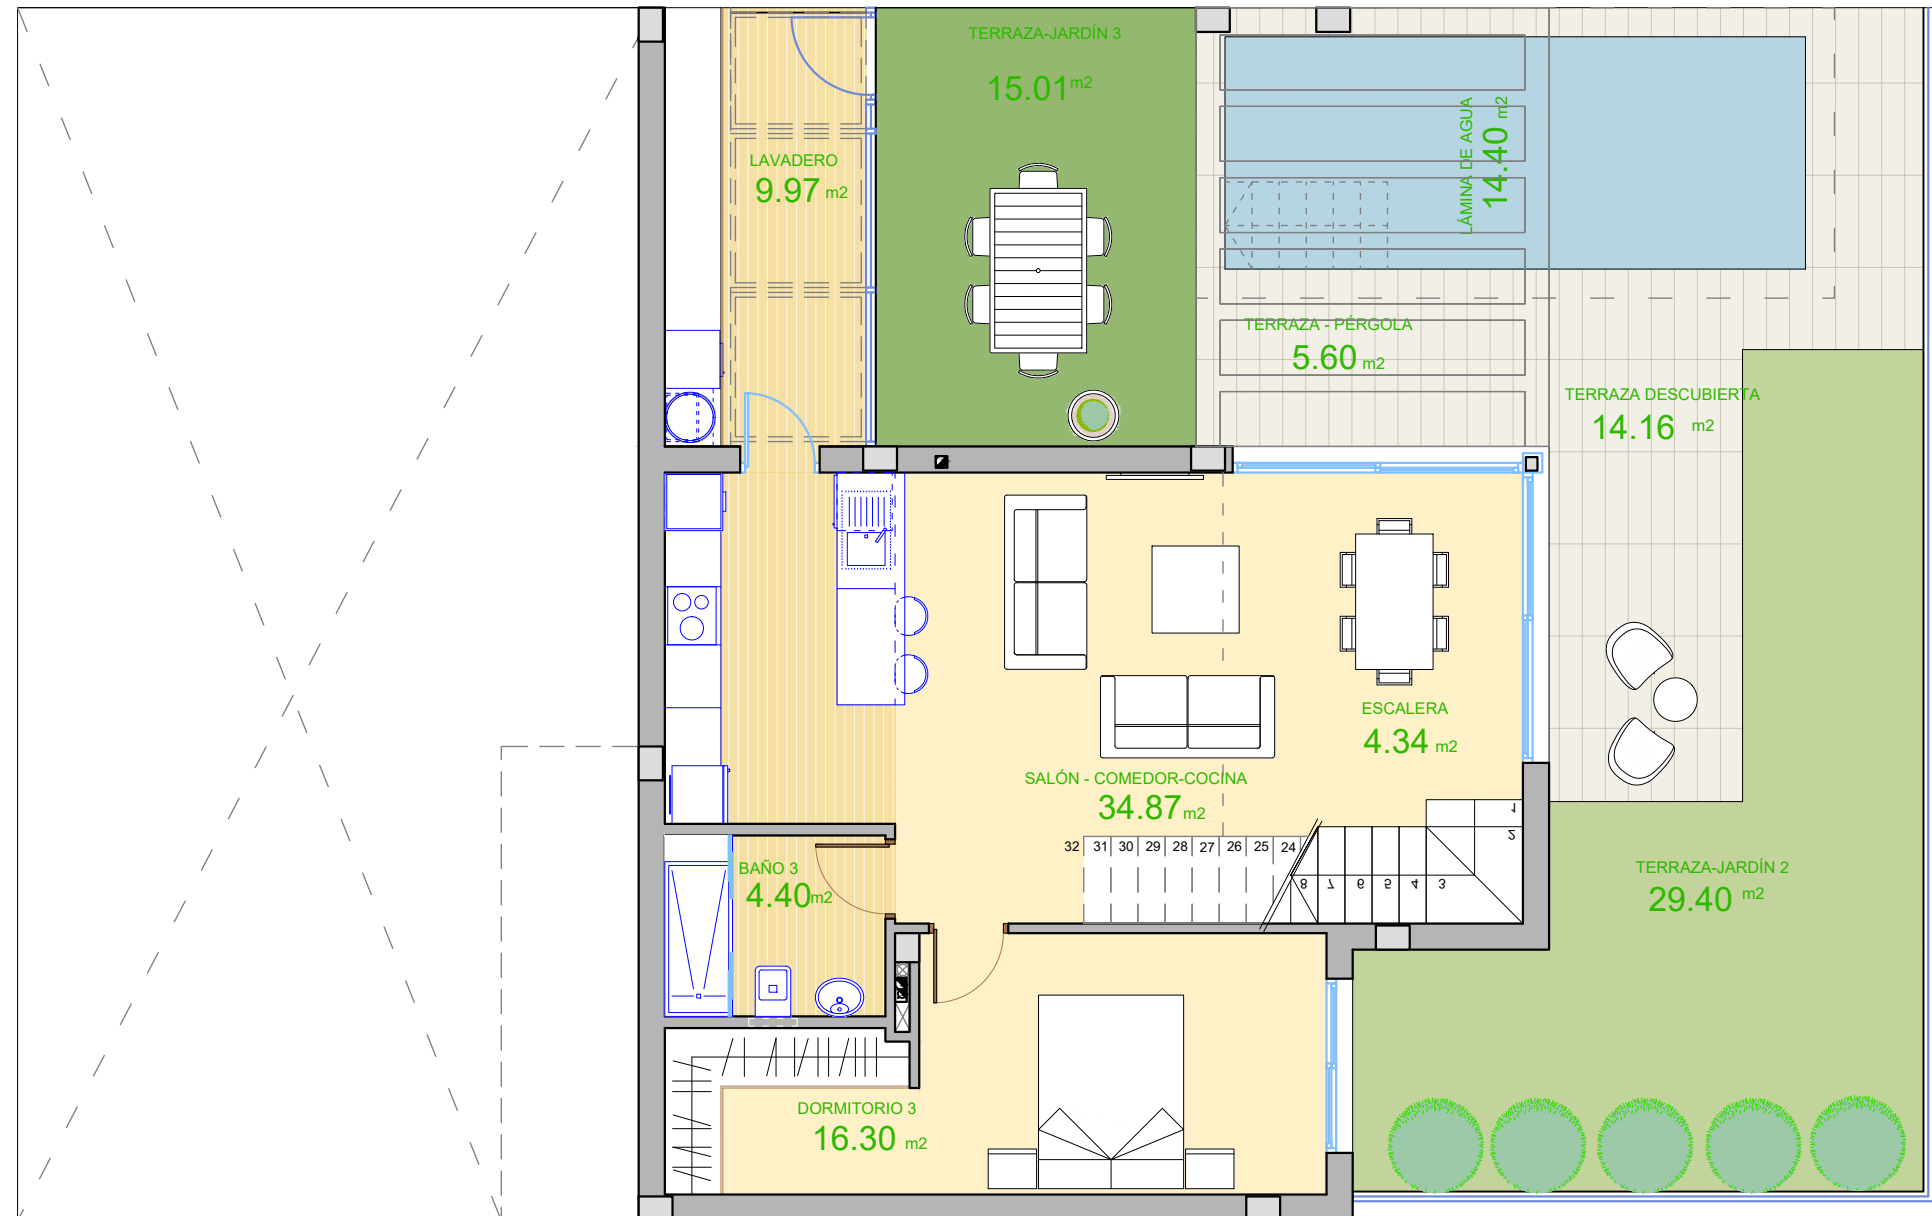 TERRAZA-JARDÍN 3
15.01 m2
LÁMINA DE AGUA
14.40 m2
LAVADERO
9.97 m2
TERRAZA - PÉRGOLA
5.60 m2
TERRAZA DESCUBIERTA
14.16 m2
ESCALERA
4.34 m2
SALÓN - COMEDOR-COCINA
34.87 m2
32 31 30 29 28 27 26 25 24
8 7 6 5 4 3
2
1
BAÑO 3
4.40 m2
TERRAZA-JARDÍN 2
29.40 m2
DORMITORIO 3
16.30 m2